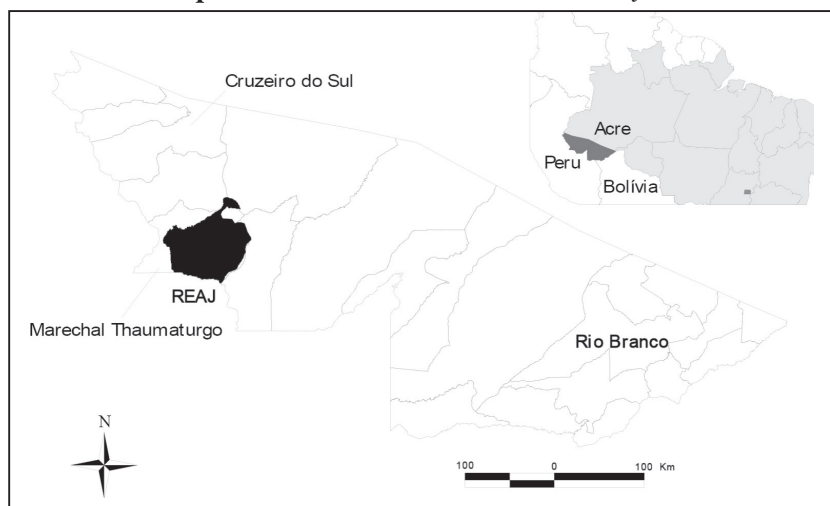 Cruzeiro do Sul
Acre
Peru
Bolívia
REAJ
Marechal Thaumaturgo
Rio Branco
N
100 0 100 Km